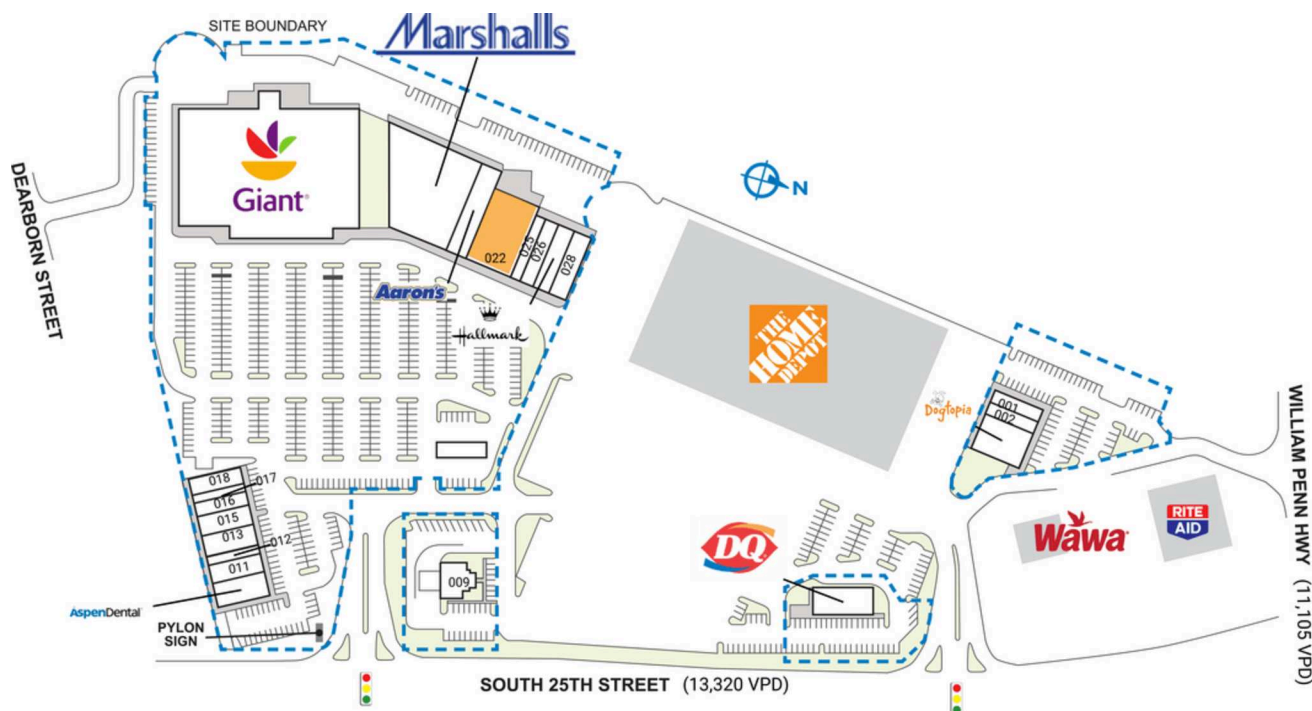 SITE BOUNDARY
Marshalls
Giant
DEARBORN STREET
N
022
025
026
028
Aaron's
Hallmark
THE
HOME
DEPOT
Dogtopia
001
002
WILLIAM PENN HWY (11,105 VPD)
018
017
016
015
013
012
011
009
DQ
Wawa
RITE
AID
AspenDental
PYLON
SIGN
SOUTH 25TH STREET (13,320 VPD)